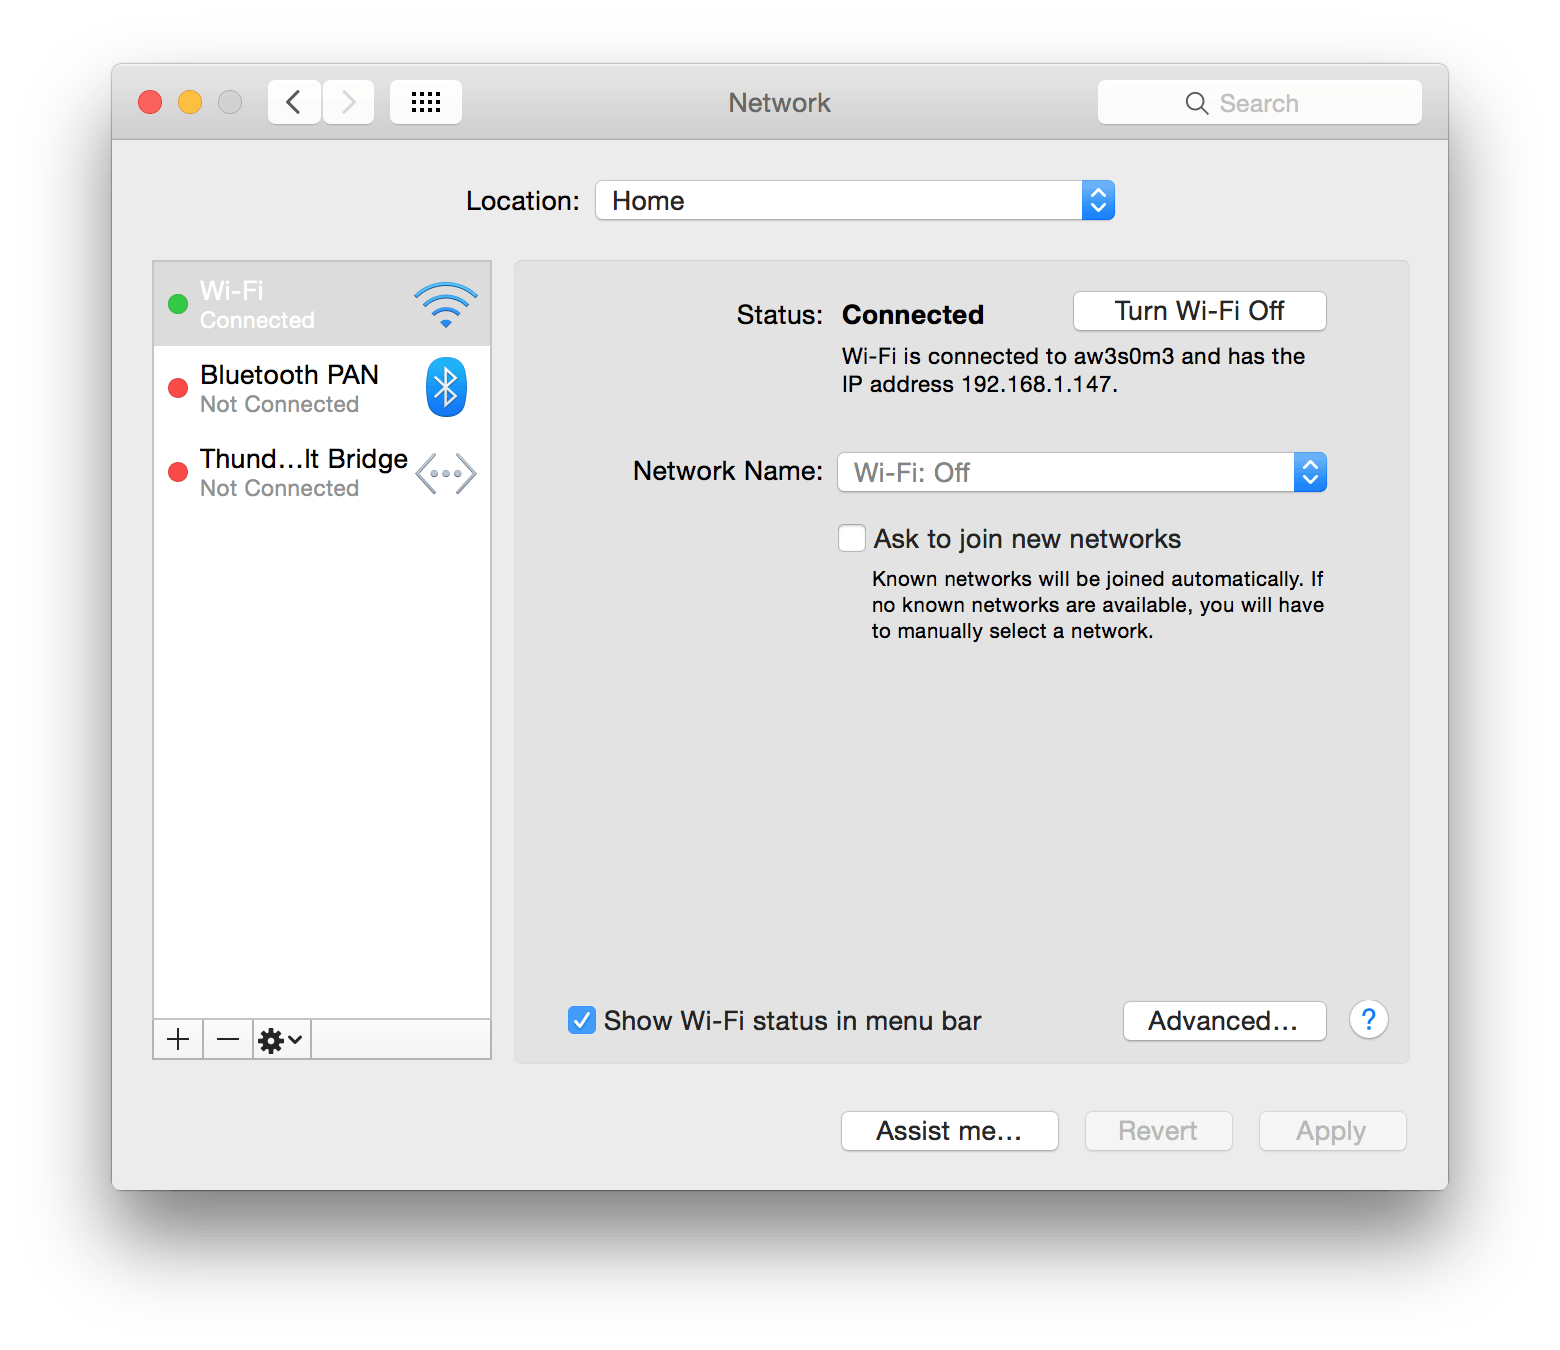 Network
Search
Location: Home
Wi-Fi
Connected
Bluetooth PAN
Not Connected
Thund...lt Bridge
Not Connected
Status: Connected
Turn Wi-Fi Off
Wi-Fi is connected to aw3s0m3 and has the
IP address 192.168.1.147.
Network Name: Wi-Fi: Off
Ask to join new networks
Known networks will be joined automatically. If
no known networks are available, you will have
to manually select a network.
Show Wi-Fi status in menu bar
Advanced...
?
Assist me...
Revert
Apply